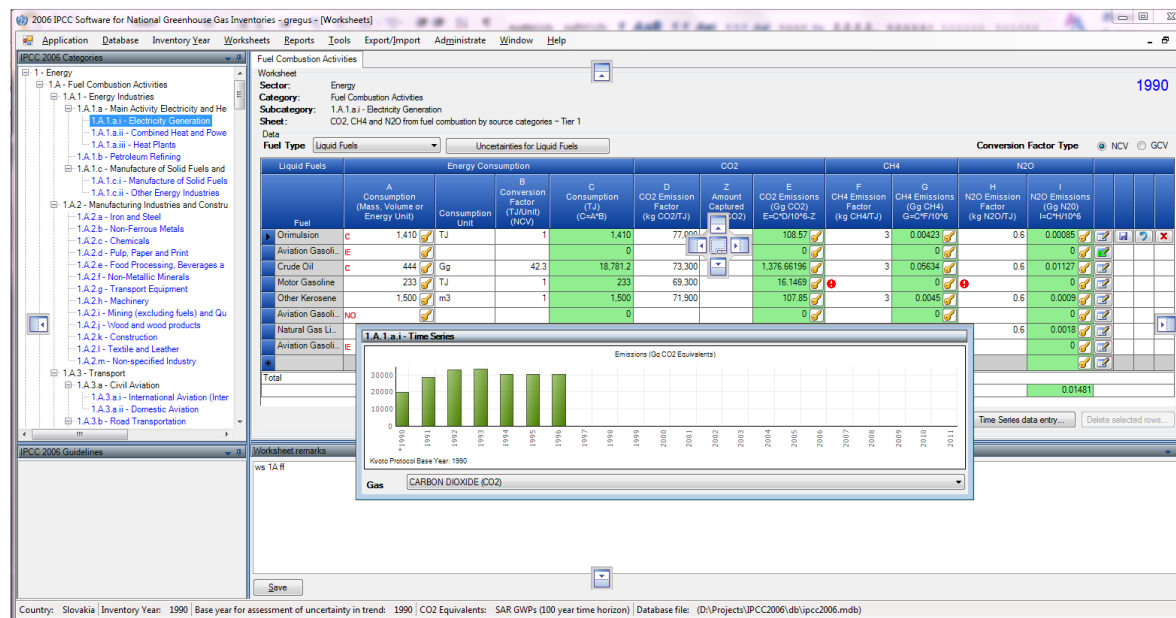 2006 IPCC Software for National Greenhouse Gas Inventories - gregus - [Worksheets]
Application Database Inventory Year Worksheets Reports Tools Export/Import Administrate Window Help
IPCC 2006 Categories
1 - Energy
1.A - Fuel Combustion Activities
1.A.1 - Energy Industries
1.A.1.a - Main Activity Electricity and He
1.A.1.a.i - Electricity Generation
1.A.1.a.ii - Combined Heat and Powe
1.A.1.a.iii - Heat Plants
1.A.1.b - Petroleum Refining
1.A.1.c - Manufacture of Solid Fuels and
1.A.1.c.i - Manufacture of Solid Fuels
1.A.1.c.ii - Other Energy Industries
1.A.2 - Manufacturing Industries and Constru
1.A.2.a - Iron and Steel
1.A.2.b - Non-Ferrous Metals
1.A.2.c - Chemicals
1.A.2.d - Pulp, Paper and Print
1.A.2.e - Food Processing, Beverages a
1.A.2.f - Non-Metallic Minerals
1.A.2.g - Transport Equipment
1.A.2.h - Machinery
1.A.2.i - Mining (excluding fuels) and Qu
1.A.2.j - Wood and wood products
1.A.2.k - Construction
1.A.2.l - Textile and Leather
1.A.2.m - Non-specified Industry
1.A.3 - Transport
1.A.3.a - Civil Aviation
1.A.3.a.i - International Aviation (Inter
1.A.3.a.ii - Domestic Aviation
1.A.3.b - Road Transportation
IPCC 2006 Guidelines
Fuel Combustion Activities
Worksheet
1990
Sector: Energy
Category: Fuel Combustion Activities
Subcategory: 1.A.1.a.i - Electricity Generation
Sheet: CO2, CH4 and N2O from fuel combustion by source categories – Tier 1
Data
Fuel Type Liquid Fuels Uncertainties for Liquid Fuels Conversion Factor Type NCV GCV
Liquid Fuels Energy Consumption CO2 CH4 N2O
Fuel
A Consumption (Mass, Volume or Energy Unit)
Consumption Unit
B Conversion Factor (TJ/Unit) (NCV)
C Consumption (TJ) (C=A*B)
D CO2 Emission Factor (kg CO2/TJ)
Z Amount Captured CO2)
E CO2 Emissions (Gg CO2) E=C*D/10^6-Z
F CH4 Emission Factor (kg CH4/TJ)
G CH4 Emissions (Gg CH4) G=C*F/10^6
H N2O Emission Factor (kg N2O/TJ)
I N2O Emissions (Gg N2O) I=C*H/10^6
Orimulsion C 1,410 TJ 1 1,410 77,000 108.57 3 0.00423 0.6 0.00085
Aviation Gasoli.. IE 0 0 0 0
Crude Oil C 444 Gg 42.3 18,781.2 73,300 1,376.66196 3 0.05634 0.6 0.01127
Motor Gasoline 233 TJ 1 233 69,300 16.1469 0 0
Other Kerosene 1,500 m3 1 1,500 71,900 107.85 3 0.0045 0.6 0.0009
Aviation Gasoli.. NO 0 0 0 0
Natural Gas Li.. 0.6 0.0018
Aviation Gasoli.. IE 0
Total
0.01481
Time Series data entry... Delete selected rows...
1.A.1.a.i - Time Series
Emissions (Gg CO2 Equivalents)
30000
20000
10000
0
1990 1991 1992 1993 1994 1995 1996 1997 1998 1999 2000 2001 2002 2003 2004 2005 2006 2007 2008 2009 2010 2011
Kyoto Protocol Base Year: 1990
Gas CARBON DIOXIDE (CO2)
Worksheet remarks
ws 1A ff
Save
Country: Slovakia Inventory Year: 1990 Base year for assessment of uncertainty in trend: 1990 CO2 Equivalents: SAR GWPs (100 year time horizon) Database file: (D:\Projects\IPCC2006\db\ipcc2006.mdb)